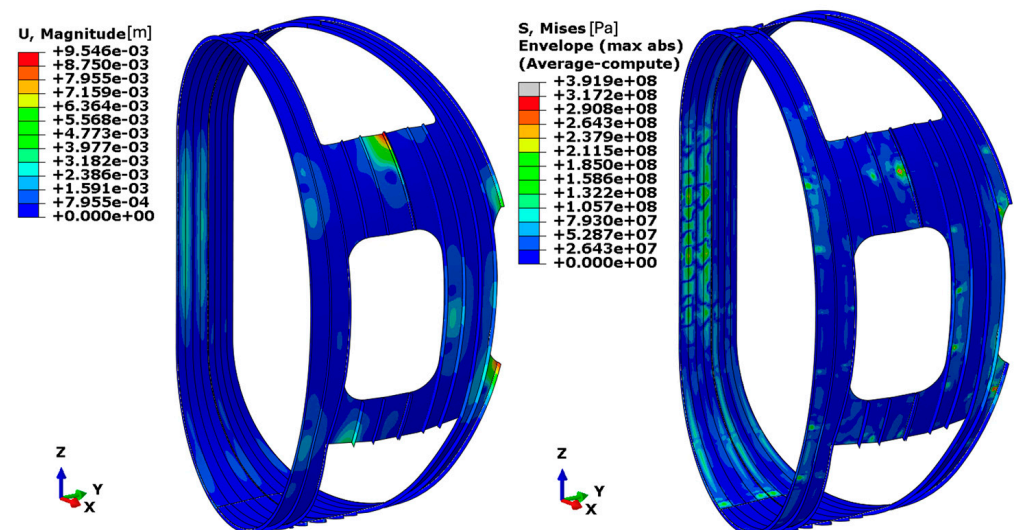 U, Magnitude[m]
+9.546e-03
+8.750e-03
+7.955e-03
+7.159e-03
+6.364e-03
+5.568e-03
+4.773e-03
+3.977e-03
+3.182e-03
+2.386e-03
+1.591e-03
+7.955e-04
+0.000e+00
Z
Y
X
S, Mises [Pa]
Envelope (max abs)
(Average-compute)
+3.919e+08
+3.172e+08
+2.908e+08
+2.643e+08
+2.379e+08
+2.115e+08
+1.850e+08
+1.586e+08
+1.322e+08
+1.057e+08
+7.930e+07
+5.287e+07
+2.643e+07
+0.000e+00
Z
Y
X